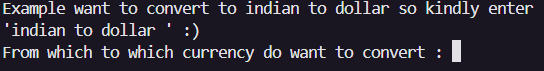 Example want to convert to indian to dollar so kindly enter
'indian to dollar ' :)
From which to which currency do want to convert :